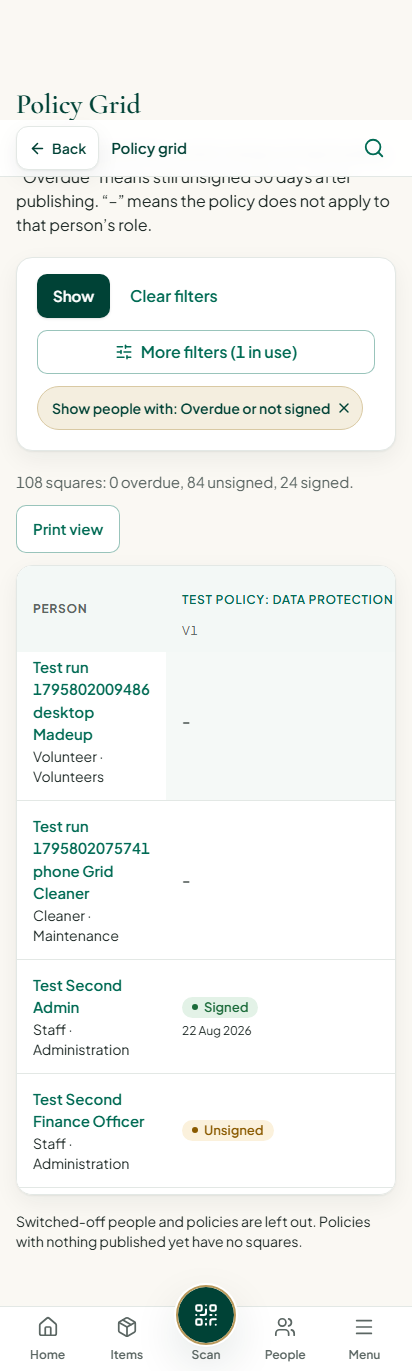 Policy Grid
Back
Policy grid
“Overdue” means still unsigned 30 days after
publishing. “–” means the policy does not apply to
that person’s role.
Show
Clear filters
More filters (1 in use)
Show people with: Overdue or not signed ×
108 squares: 0 overdue, 84 unsigned, 24 signed.
Print view
PERSON
TEST POLICY: DATA PROTECTION
V1
Test run
1795802009486
desktop
Madeup
Volunteer ·
Volunteers
–
Test run
1795802075741
phone Grid
Cleaner
Cleaner ·
Maintenance
–
Test Second
Admin
Staff ·
Administration
Signed
22 Aug 2026
Test Second
Finance Officer
Staff ·
Administration
Unsigned
Switched-off people and policies are left out. Policies
with nothing published yet have no squares.
Home
Items
Scan
People
Menu